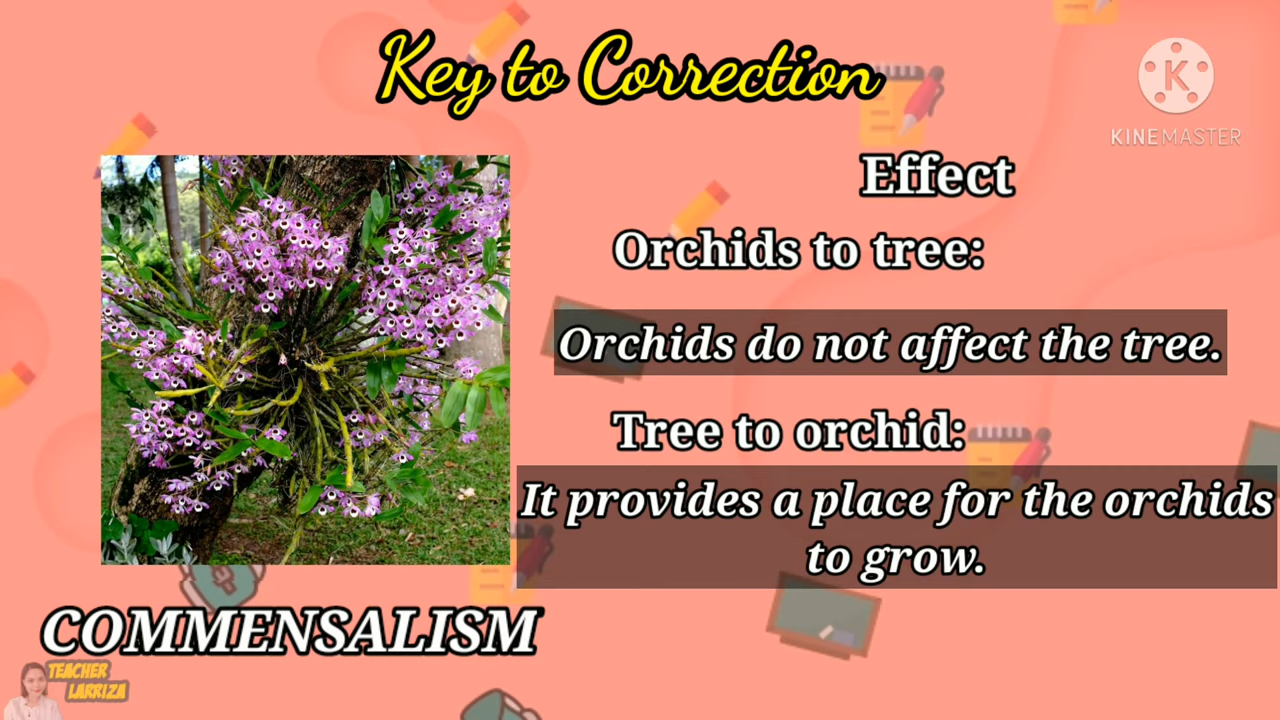 Key to Correction
KINEMASTER
Effect
Orchids to tree:
Orchids do not affect the tree.
Tree to orchid:
It provides a place for the orchids
to grow.
COMMENSALISM
TEACHER
LARRIZA